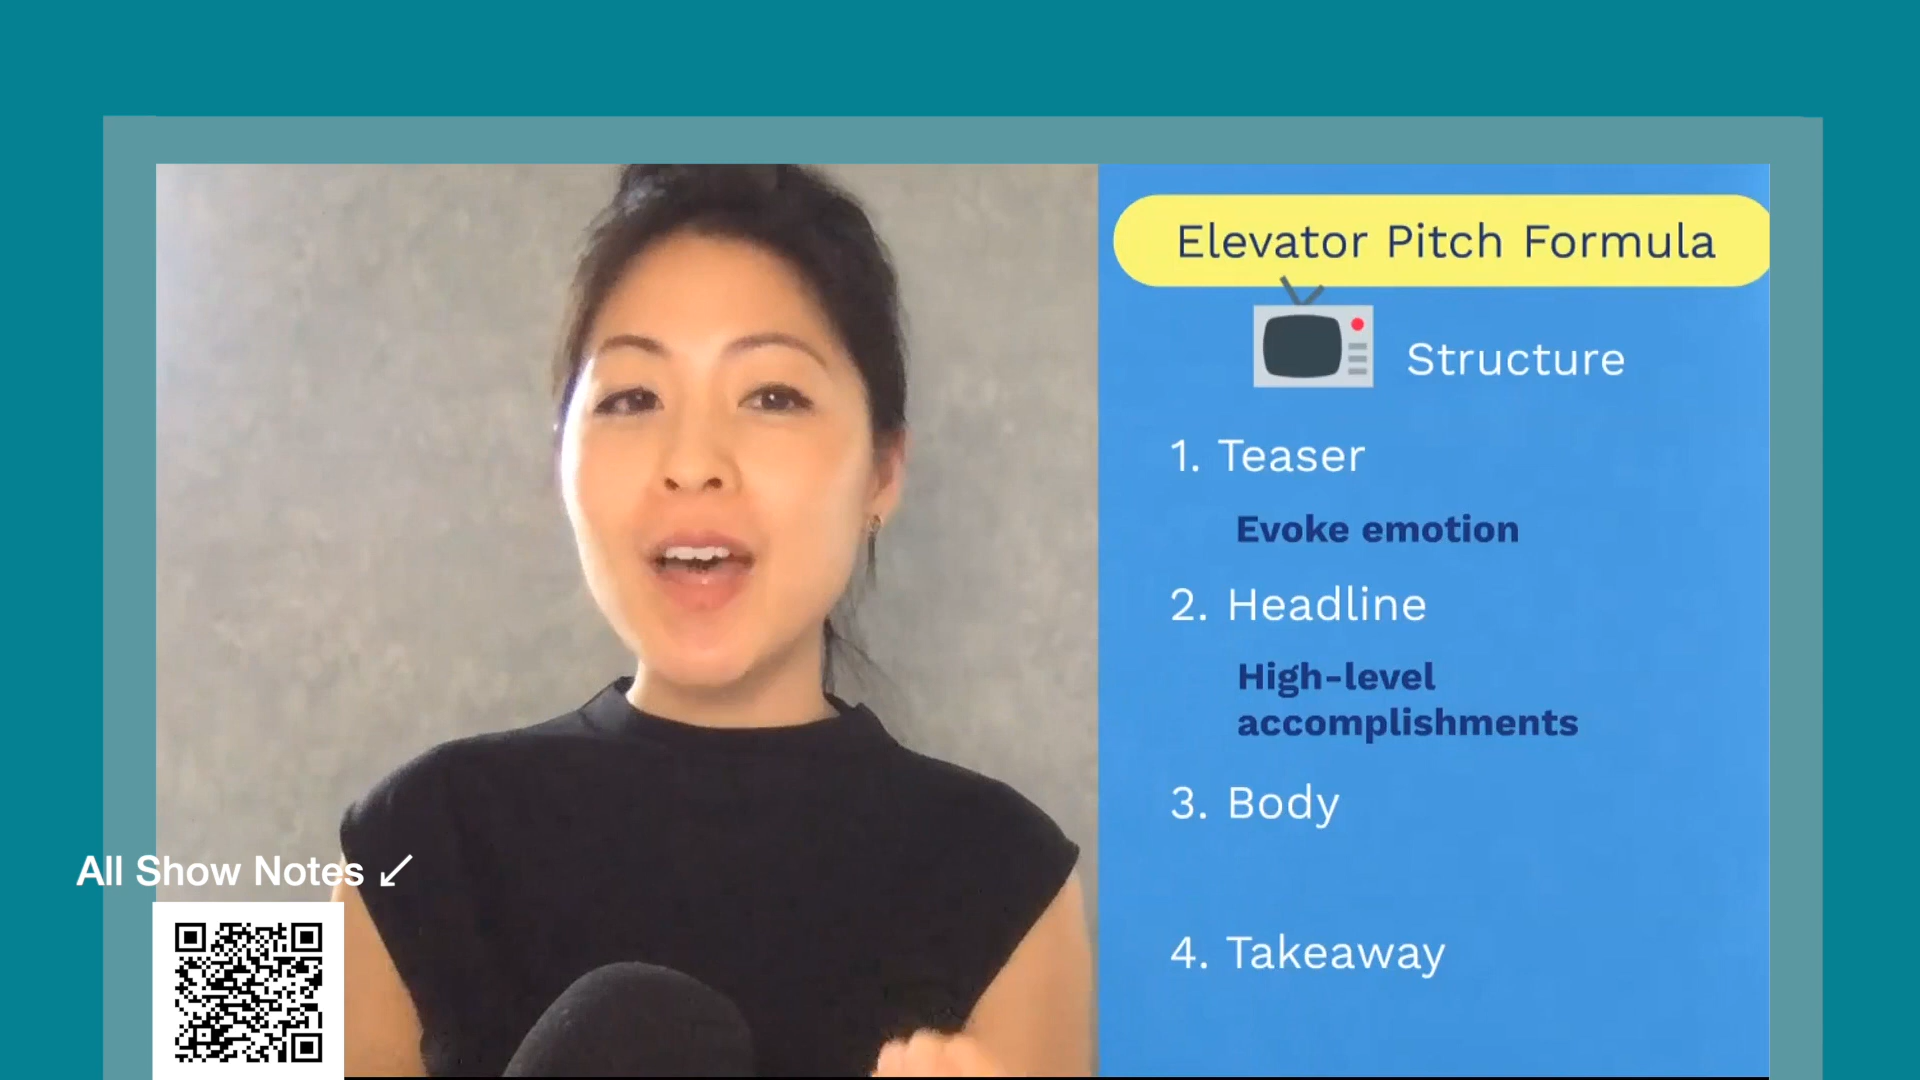 Elevator Pitch Formula
Structure
1. Teaser
Evoke emotion
2. Headline
High-level
accomplishments
3. Body
4. Takeaway
All Show Notes ↙